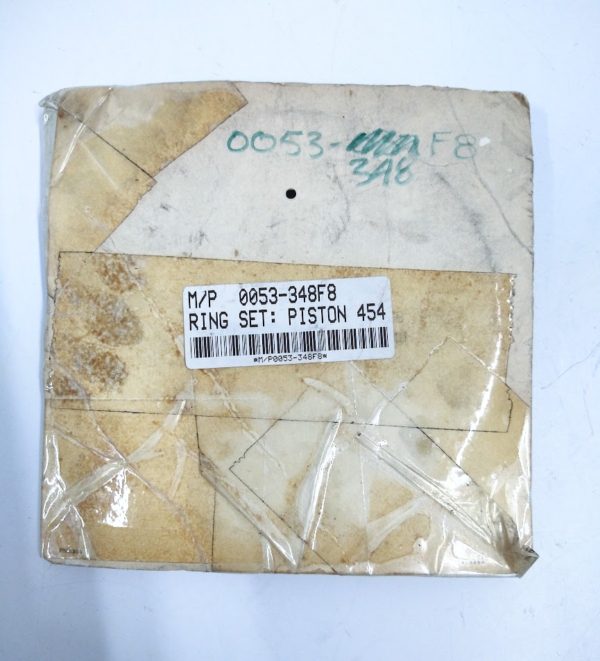 0053-F8
348
M/P 0053-348F8
RING SET: PISTON 454
*M/P0053-348F8*